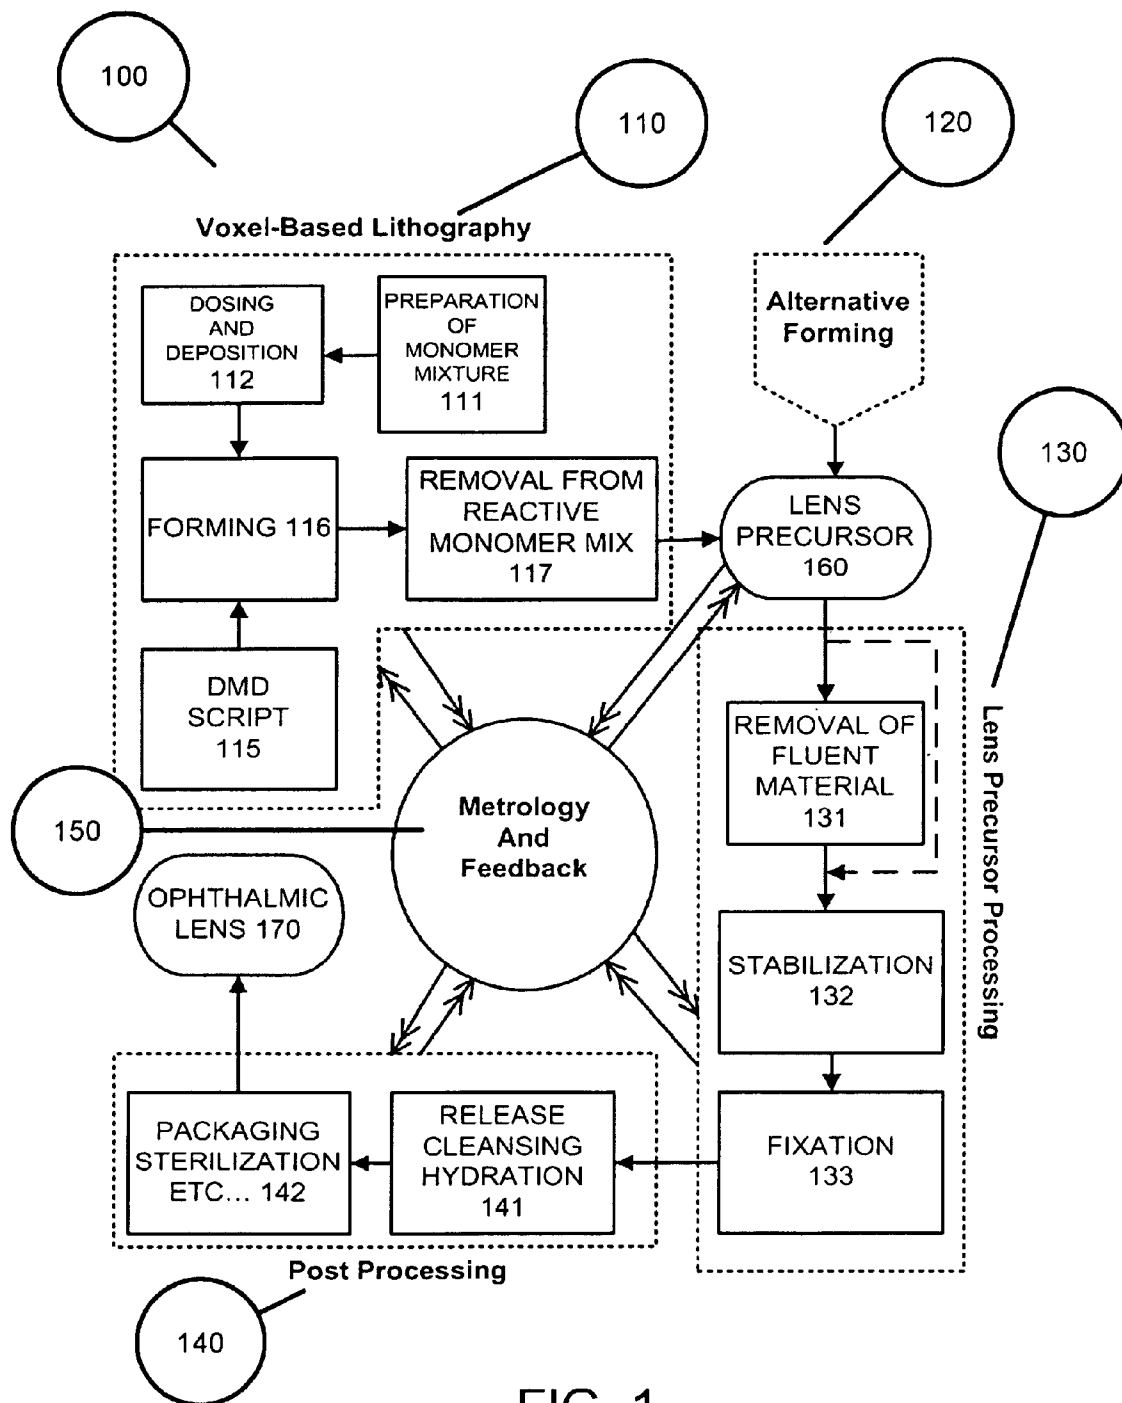 100
110
120
Voxel-Based Lithography
DOSING
AND
DEPOSITION
112
PREPARATION
OF
MONOMER
MIXTURE
111
Alternative
Forming
130
FORMING 116
REMOVAL FROM
REACTIVE
MONOMER MIX
117
LENS
PRECURSOR
160
DMD
SCRIPT
115
REMOVAL OF
FLUENT
MATERIAL
131
Lens Precursor Processing
150
Metrology
And
Feedback
OPHTHALMIC
LENS 170
STABILIZATION
132
PACKAGING
STERILIZATION
ETC... 142
RELEASE
CLEANSING
HYDRATION
141
FIXATION
133
Post Processing
140
FIG. 1